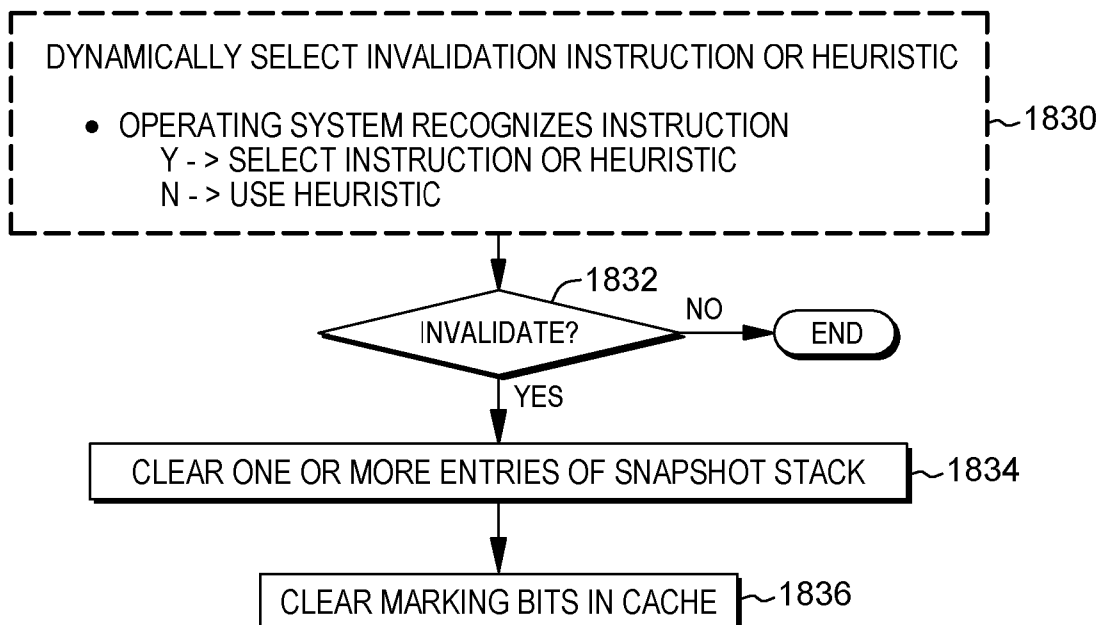 DYNAMICALLY SELECT INVALIDATION INSTRUCTION OR HEURISTIC
• OPERATING SYSTEM RECOGNIZES INSTRUCTION
1830
Y - > SELECT INSTRUCTION OR HEURISTIC
N - > USE HEURISTIC
1832
NO
INVALIDATE?
END
YES
CLEAR ONE OR MORE ENTRIES OF SNAPSHOT STACK
1834
CLEAR MARKING BITS IN CACHE
1836